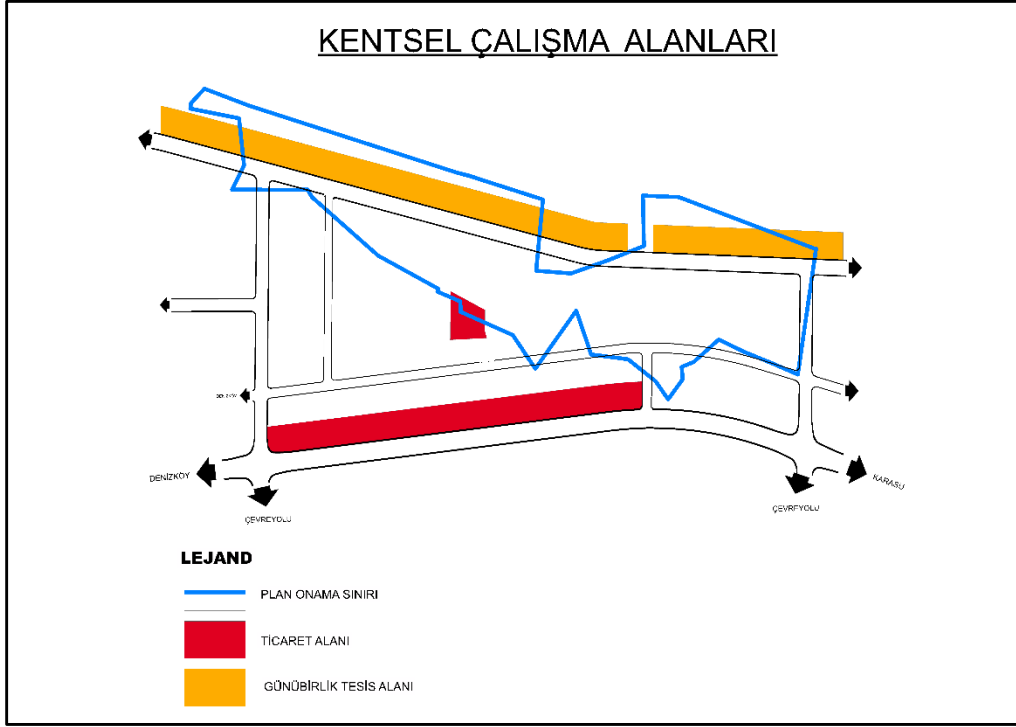 KENTSEL ÇALIŞMA ALANLARI
DENİZKÖY
KARASU
ÇEVREYOLU
ÇEVREYOLU
LEJAND
PLAN ONAMA SINIRI
TİCARET ALANI
GÜNÜBİRLİK TESİS ALANI